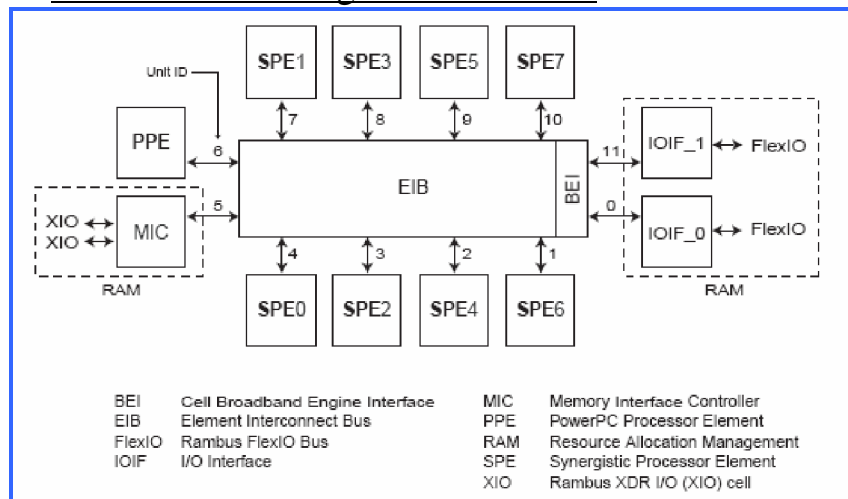 SPE1 SPE3 SPE5 SPE7
Unit ID
7 8 9 10
PPE 6 11 IOIF_1 FlexIO
EIB BEI
XIO MIC 5 0 IOIF_0 FlexIO
XIO
RAM 4 3 2 1 RAM
SPE0 SPE2 SPE4 SPE6
BEI Cell Broadband Engine Interface
EIB Element Interconnect Bus
FlexIO Rambus FlexIO Bus
IOIF I/O Interface
MIC Memory Interface Controller
PPE PowerPC Processor Element
RAM Resource Allocation Management
SPE Synergistic Processor Element
XIO Rambus XDR I/O (XIO) cell